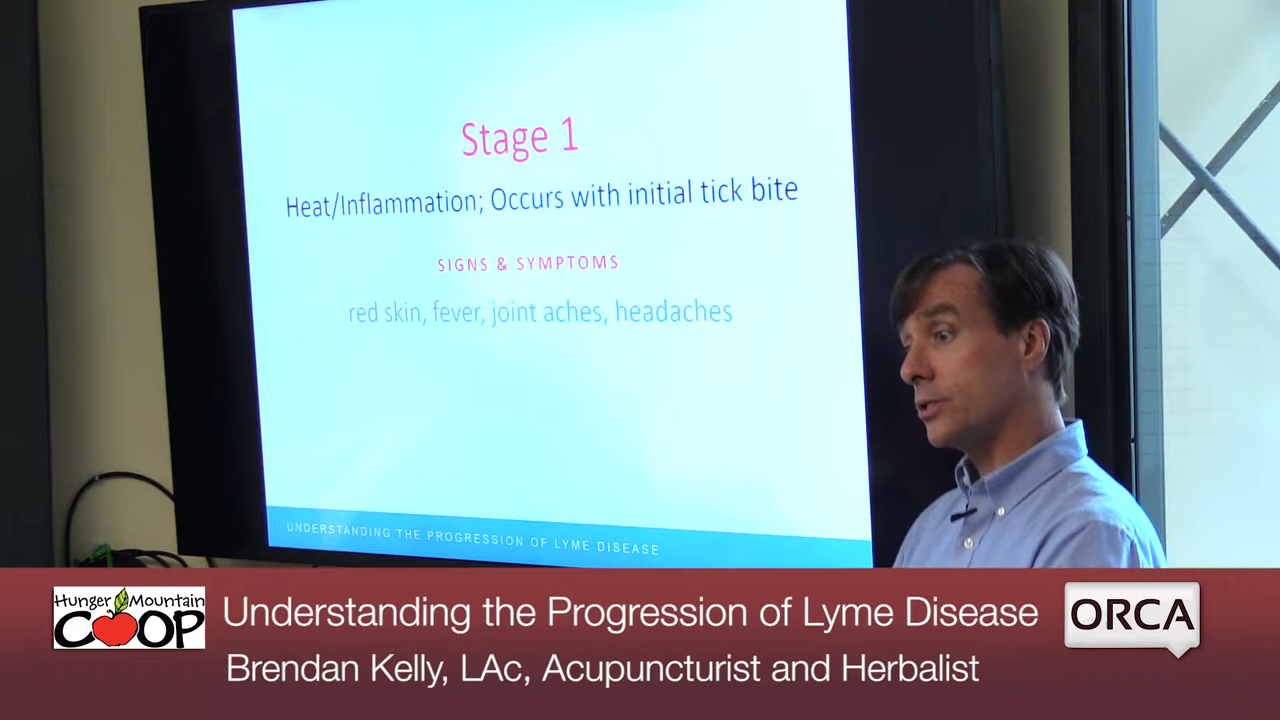 Stage 1
Heat/Inflammation; Occurs with initial tick bite
SIGNS & SYMPTOMS
red skin, fever, joint aches, headaches
UNDERSTANDING THE PROGRESSION OF LYME DISEASE
Hunger Mountain
COOP
Understanding the Progression of Lyme Disease
ORCA
Brendan Kelly, LAc, Acupuncturist and Herbalist